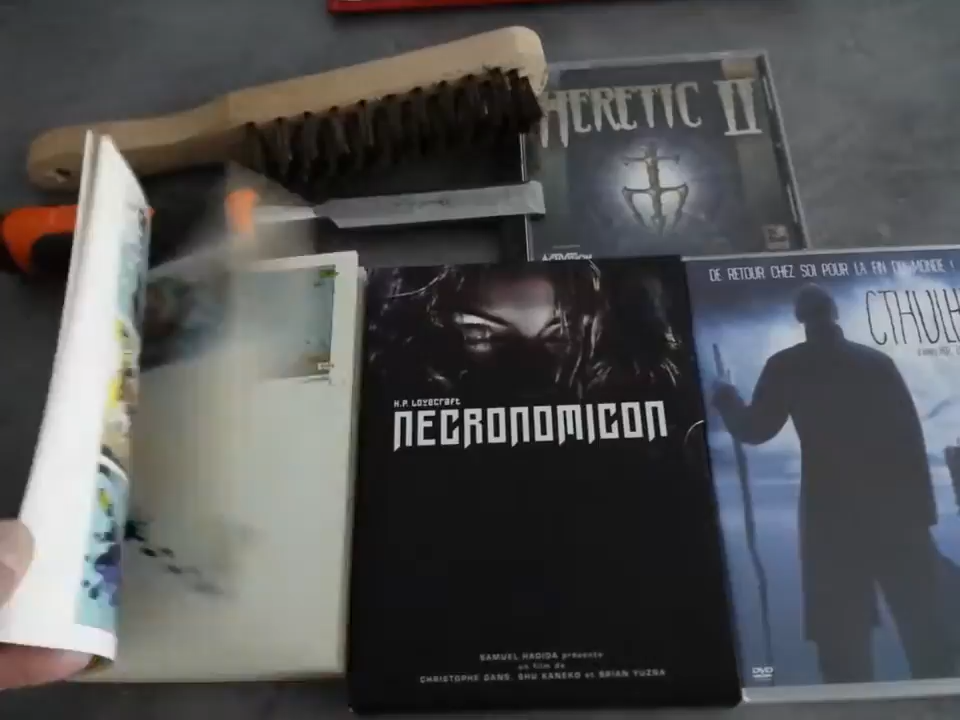 HERETIC II
ACTIVISION
DE RETOUR CHEZ SOI POUR LA FIN DU MONDE !
CTHULH
H.P. LOVECRAFT
NECRONOMICON
SAMUEL HADIDA présente
un film de
CHRISTOPHE GANS, SHU KANEKO et BRIAN YUZNA
DVD